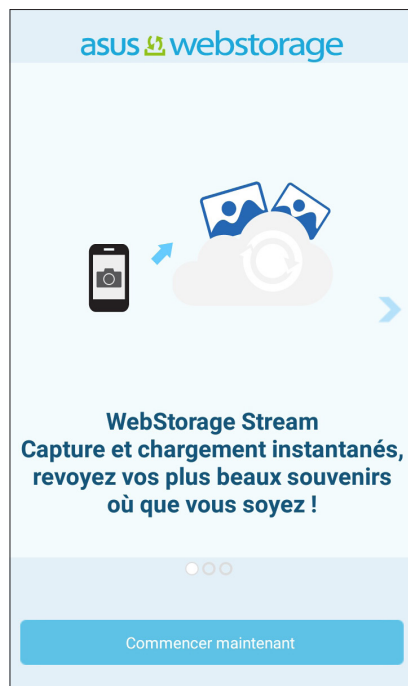 asus webstorage
WebStorage Stream
Capture et chargement instantanés,
revoyez vos plus beaux souvenirs
où que vous soyez !
Commencer maintenant